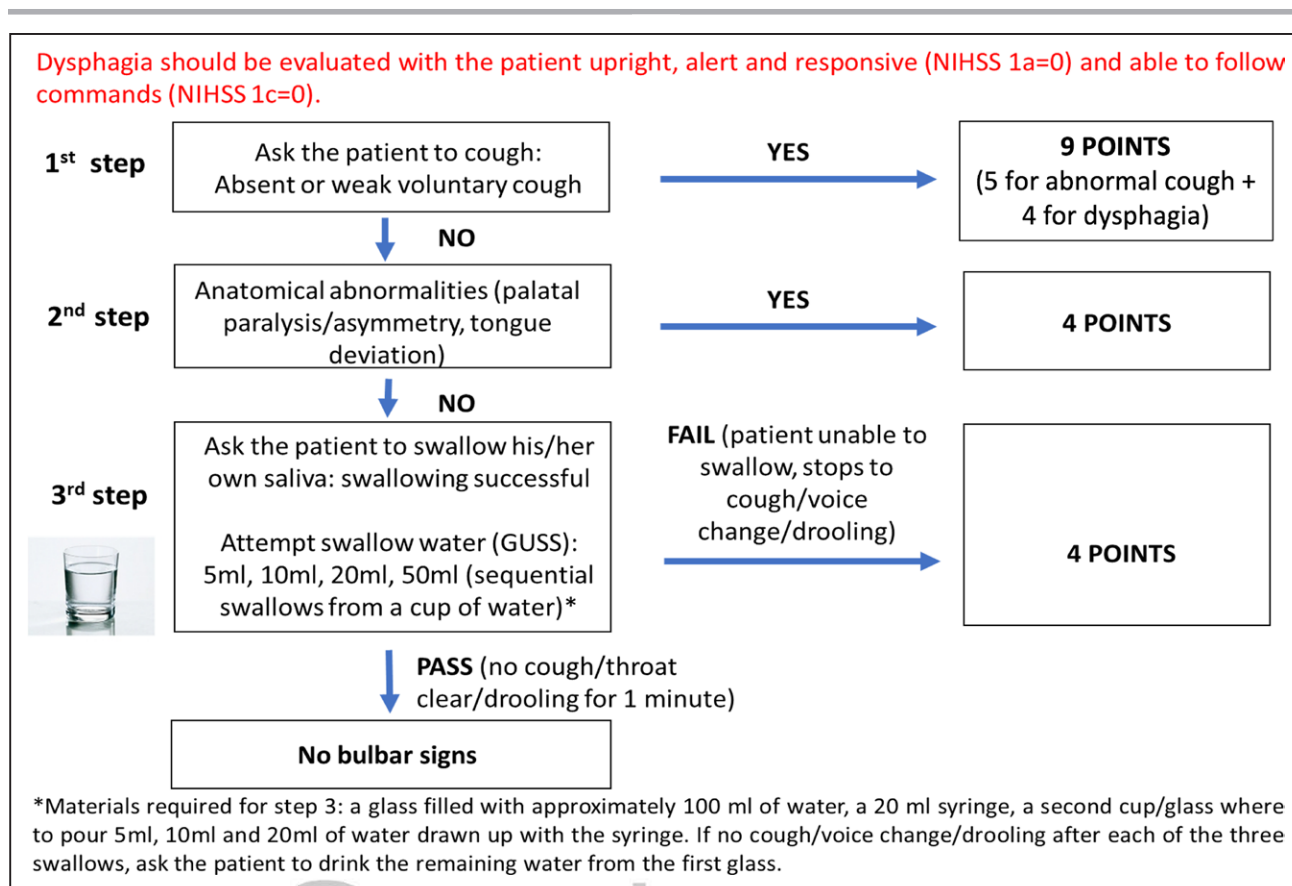 Dysphagia should be evaluated with the patient upright, alert and responsive (NIHSS 1a=0) and able to follow
commands (NIHSS 1c=0).
1st step
Ask the patient to cough:
Absent or weak voluntary cough
YES
9 POINTS
(5 for abnormal cough +
4 for dysphagia)
NO
2nd step
Anatomical abnormalities (palatal
paralysis/asymmetry, tongue
deviation)
YES
4 POINTS
NO
3rd step
Ask the patient to swallow his/her
own saliva: swallowing successful
Attempt swallow water (GUSS):
5ml, 10ml, 20ml, 50ml (sequential
swallows from a cup of water)*
FAIL (patient unable to
swallow, stops to
cough/voice
change/drooling)
4 POINTS
PASS (no cough/throat
clear/drooling for 1 minute)
No bulbar signs
*Materials required for step 3: a glass filled with approximately 100 ml of water, a 20 ml syringe, a second cup/glass where
to pour 5ml, 10ml and 20ml of water drawn up with the syringe. If no cough/voice change/drooling after each of the three
swallows, ask the patient to drink the remaining water from the first glass.